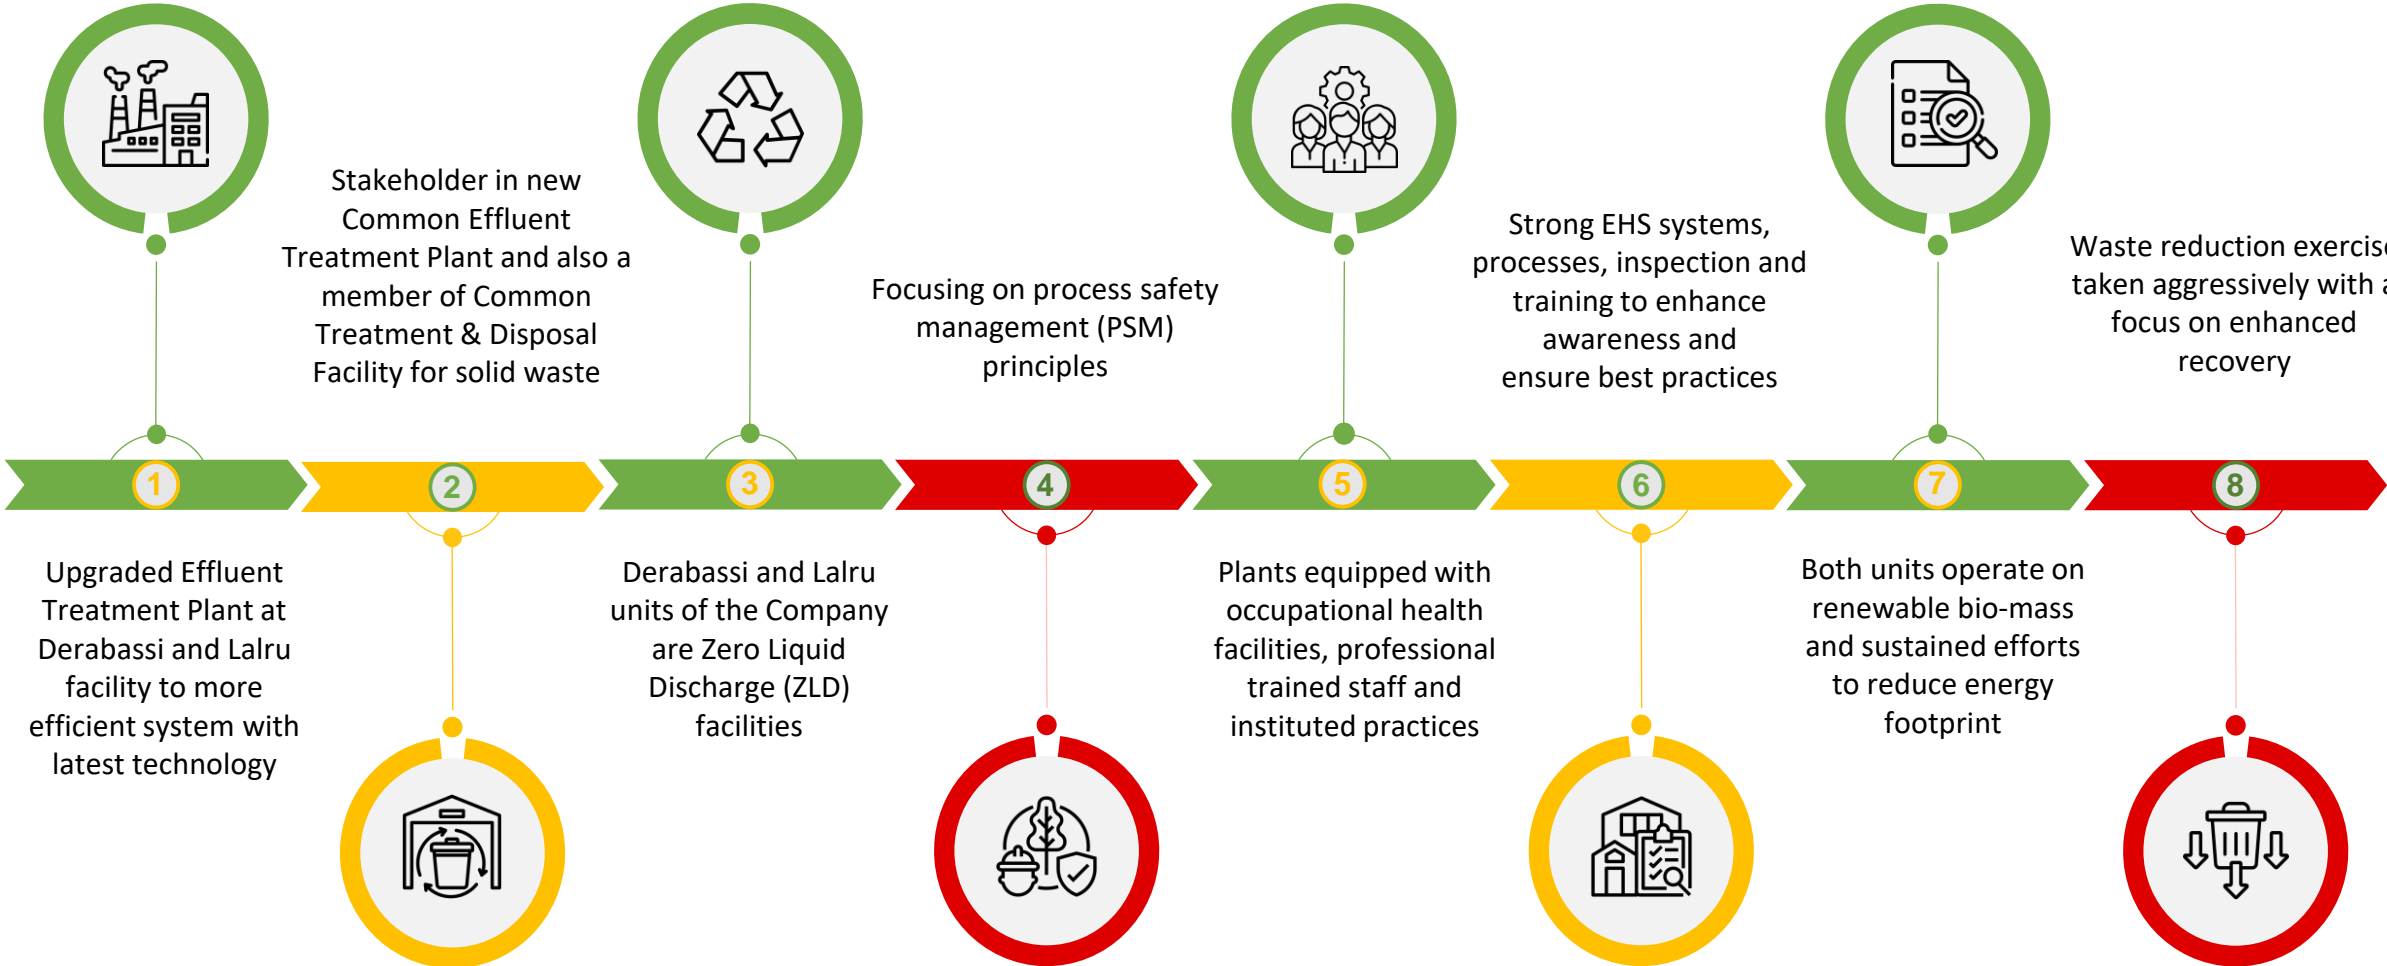 1
Upgraded Effluent
Treatment Plant at
Derabassi and Lalru
facility to more
efficient system with
latest technology
2
Stakeholder in new
Common Effluent
Treatment Plant and also a
member of Common
Treatment & Disposal
Facility for solid waste
3
Derabassi and Lalru
units of the Company
are Zero Liquid
Discharge (ZLD)
facilities
4
Focusing on process safety
management (PSM)
principles
5
Plants equipped with
occupational health
facilities, professional
trained staff and
instituted practices
6
Strong EHS systems,
processes, inspection and
training to enhance
awareness and
ensure best practices
7
Both units operate on
renewable bio-mass
and sustained efforts
to reduce energy
footprint
8
Waste reduction exercise
taken aggressively with a
focus on enhanced
recovery